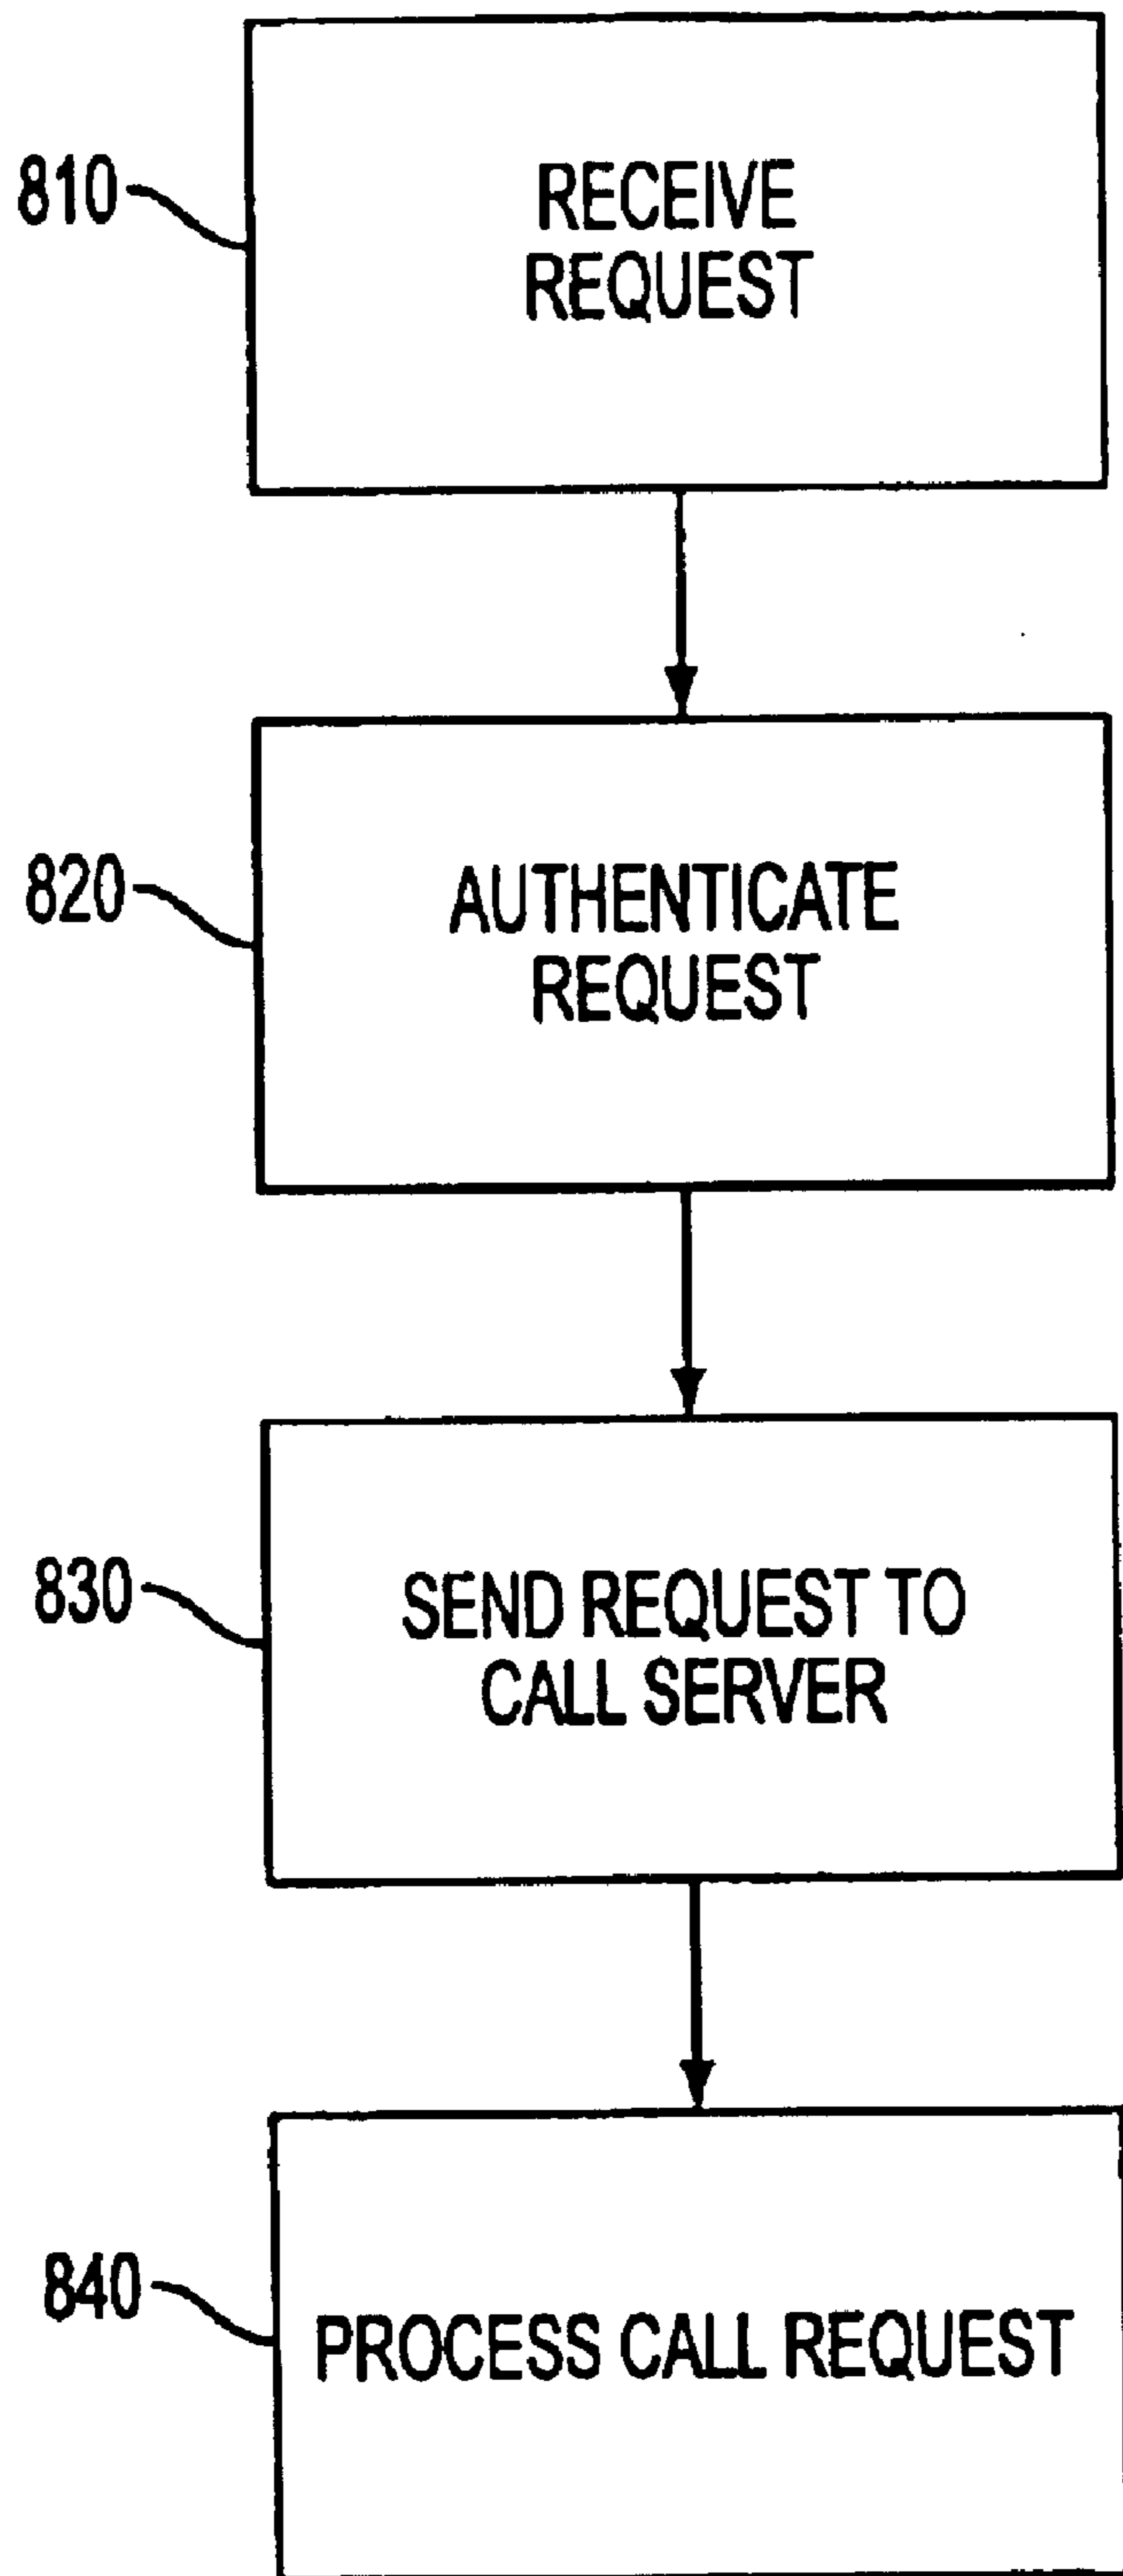 810
RECEIVE
REQUEST
820
AUTHENTICATE
REQUEST
830
SEND REQUEST TO
CALL SERVER
840
PROCESS CALL REQUEST